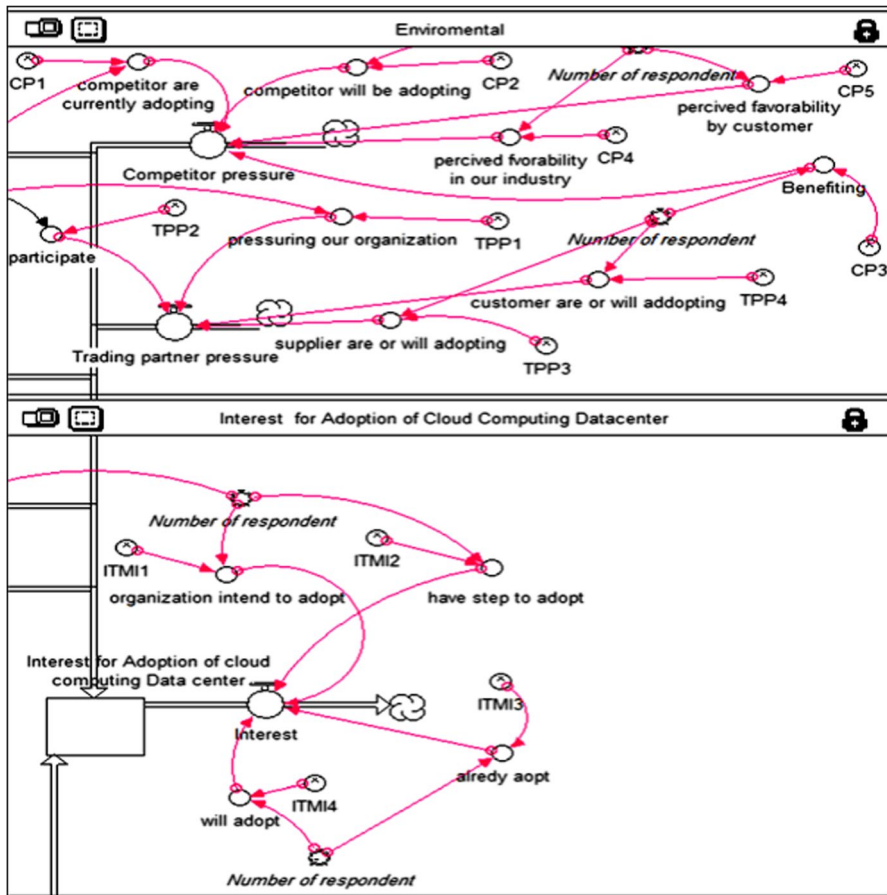 Enviromental
CP1
competitor are
currently adopting
competitor will be adopting
CP2
Number of respondent
percived favorability
by customer
CP5
Competitor pressure
percived fvorability
in our industry
CP4
Benefiting
participate
TPP2
pressuring our organization
TPP1
Number of respondent
CP3
customer are or will addopting
TPP4
Trading partner pressure
supplier are or will adopting
TPP3
Interest for Adoption of Cloud Computing Datacenter
Number of respondent
ITMI1
organization intend to adopt
ITMI2
have step to adopt
Interest for Adoption of cloud
computing Data center
Interest
ITMI3
alredy aopt
will adopt
ITMI4
Number of respondent